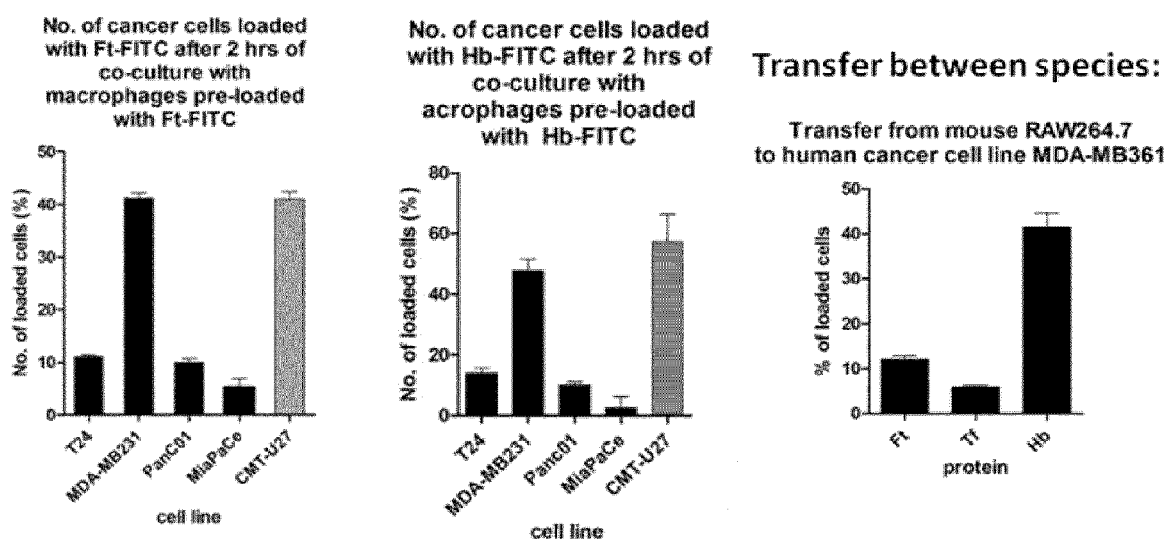 No. of cancer cells loaded
with Ft-FITC after 2 hrs of
co-culture with
macrophages pre-loaded
with Ft-FITC
No. of loaded cells (%)
50
40
30
20
10
0
T24
MDA-MB231
PanC01
MiaPaCe
CMT-U27
cell line
No. of cancer cells loaded
with Hb-FITC after 2 hrs of
co-culture with
acrophages pre-loaded
with Hb-FITC
No. of loaded cells (%)
80
60
40
20
0
T24
MDA-MB231
Panc01
MiaPaCe
CMT-U27
cell line
Transfer between species:
Transfer from mouse RAW264.7
to human cancer cell line MDA-MB361
% of loaded cells
50
40
30
20
10
0
Ft
Tf
Hb
protein